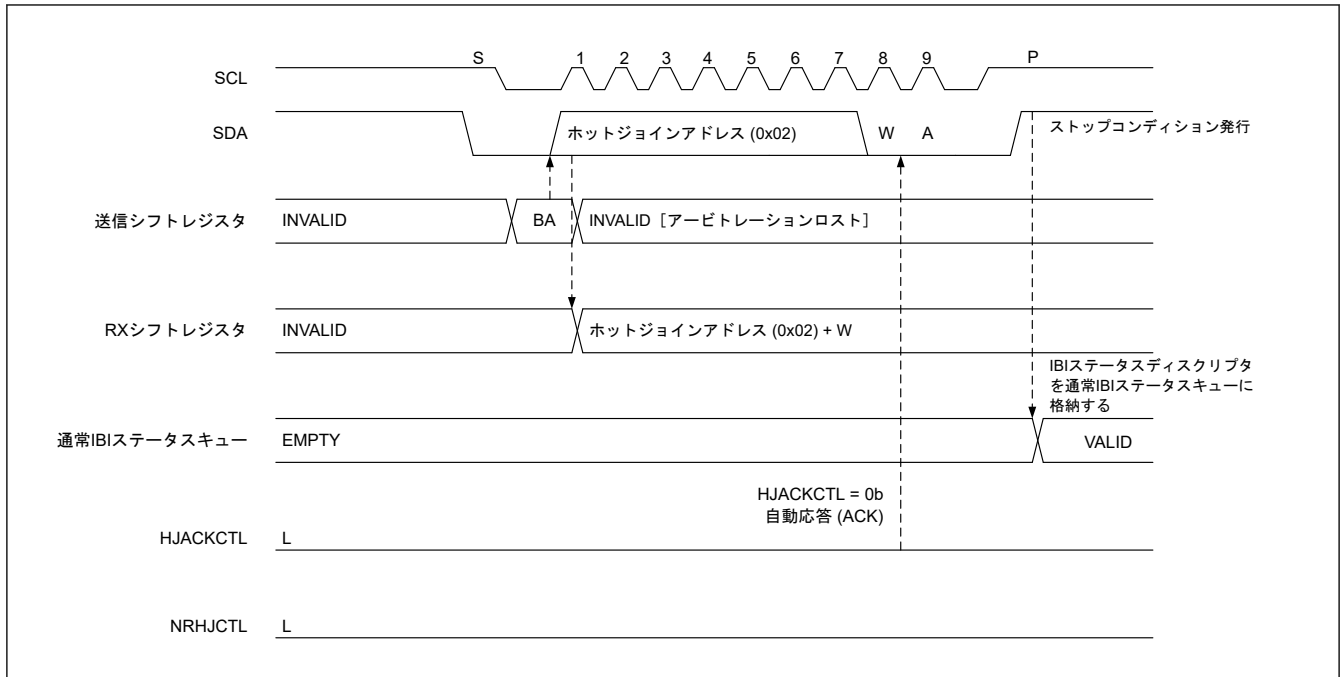 S 1 2 3 4 5 6 7 8 9 P
SCL
SDA ホットジョインアドレス (0x02) W A ストップコンディション発行
送信シフトレジスタ INVALID BA INVALID［アービトレーションロスト］
RXシフトレジスタ INVALID ホットジョインアドレス (0x02) + W
IBIステータスディスクリプタ
を通常IBIステータスキューに
格納する
通常IBIステータスキュー EMPTY VALID
HJACKCTL = 0b
自動応答 (ACK)
HJACKCTL L
NRHJCTL L